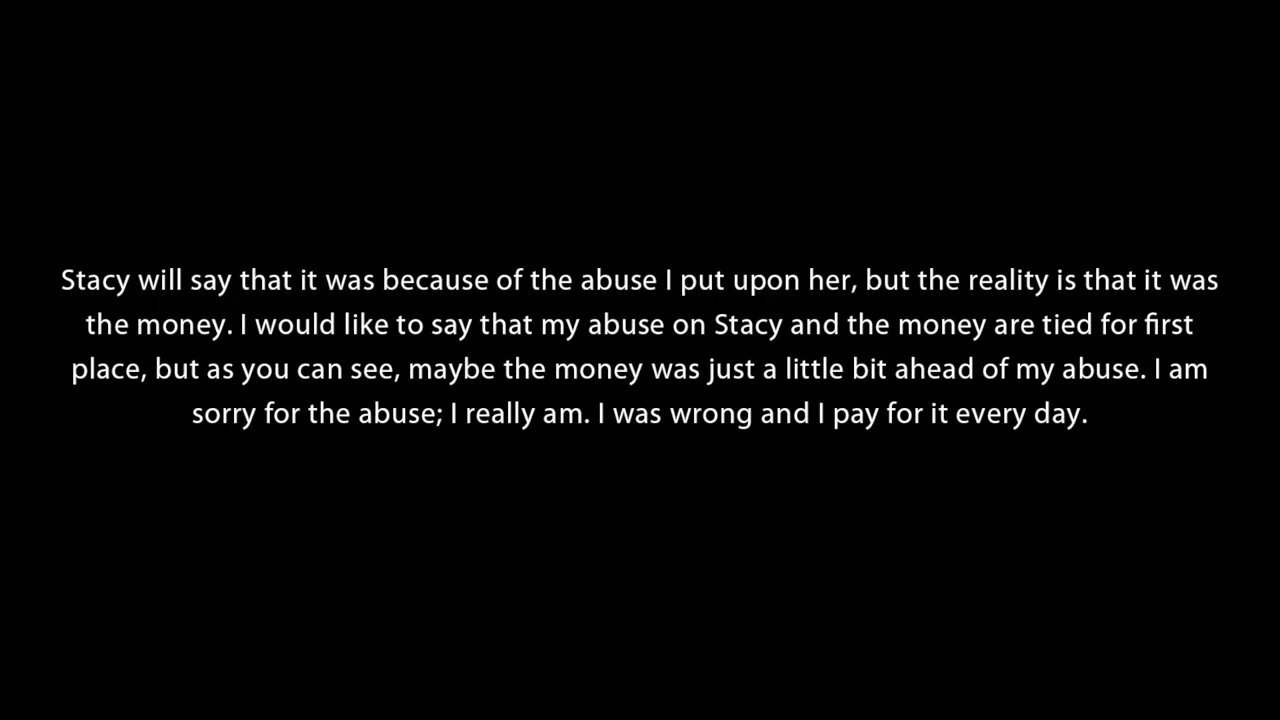 Stacy will say that it was because of the abuse I put upon her, but the reality is that it was
the money. I would like to say that my abuse on Stacy and the money are tied for first
place, but as you can see, maybe the money was just a little bit ahead of my abuse. I am
sorry for the abuse; I really am. I was wrong and I pay for it every day.